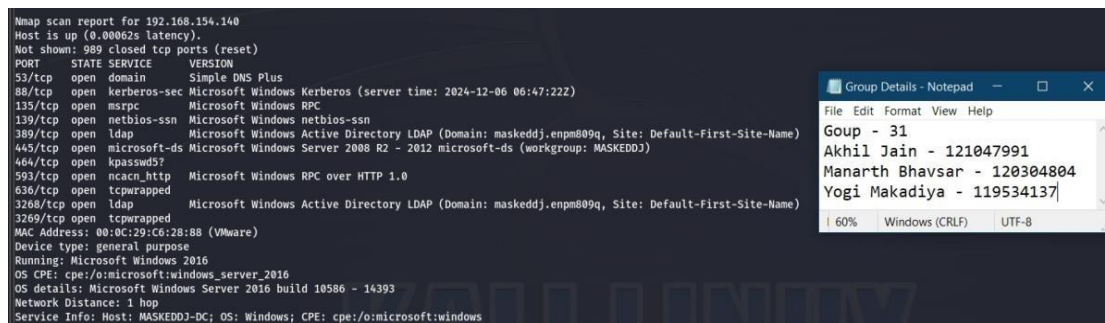 Nmap scan report for 192.168.154.140
Host is up (0.00062s latency).
Not shown: 989 closed tcp ports (reset)
PORT STATE SERVICE VERSION
53/tcp open domain Simple DNS Plus
88/tcp open kerberos-sec Microsoft Windows Kerberos (server time: 2024-12-06 06:47:22Z)
135/tcp open msrpc Microsoft Windows RPC
139/tcp open netbios-ssn Microsoft Windows netbios-ssn
389/tcp open ldap Microsoft Windows Active Directory LDAP (Domain: maskeddj.enpm809q, Site: Default-First-Site-Name)
445/tcp open microsoft-ds Microsoft Windows Server 2008 R2 - 2012 microsoft-ds (workgroup: MASKEDDJ)
464/tcp open kpasswd5?
593/tcp open ncacn_http Microsoft Windows RPC over HTTP 1.0
636/tcp open tcpwrapped
3268/tcp open ldap Microsoft Windows Active Directory LDAP (Domain: maskeddj.enpm809q, Site: Default-First-Site-Name)
3269/tcp open tcpwrapped
MAC Address: 00:0C:29:C6:28:88 (VMware)
Device type: general purpose
Running: Microsoft Windows 2016
OS CPE: cpe:/o:microsoft:windows_server_2016
OS details: Microsoft Windows Server 2016 build 10586 - 14393
Network Distance: 1 hop
Service Info: Host: MASKEDDJ-DC; OS: Windows; CPE: cpe:/o:microsoft:windows
Group Details - Notepad
File Edit Format View Help
Goup - 31
Akhil Jain - 121047991
Manarth Bhavsar - 120304804
Yogi Makadiya - 119534137
60% Windows (CRLF) UTF-8